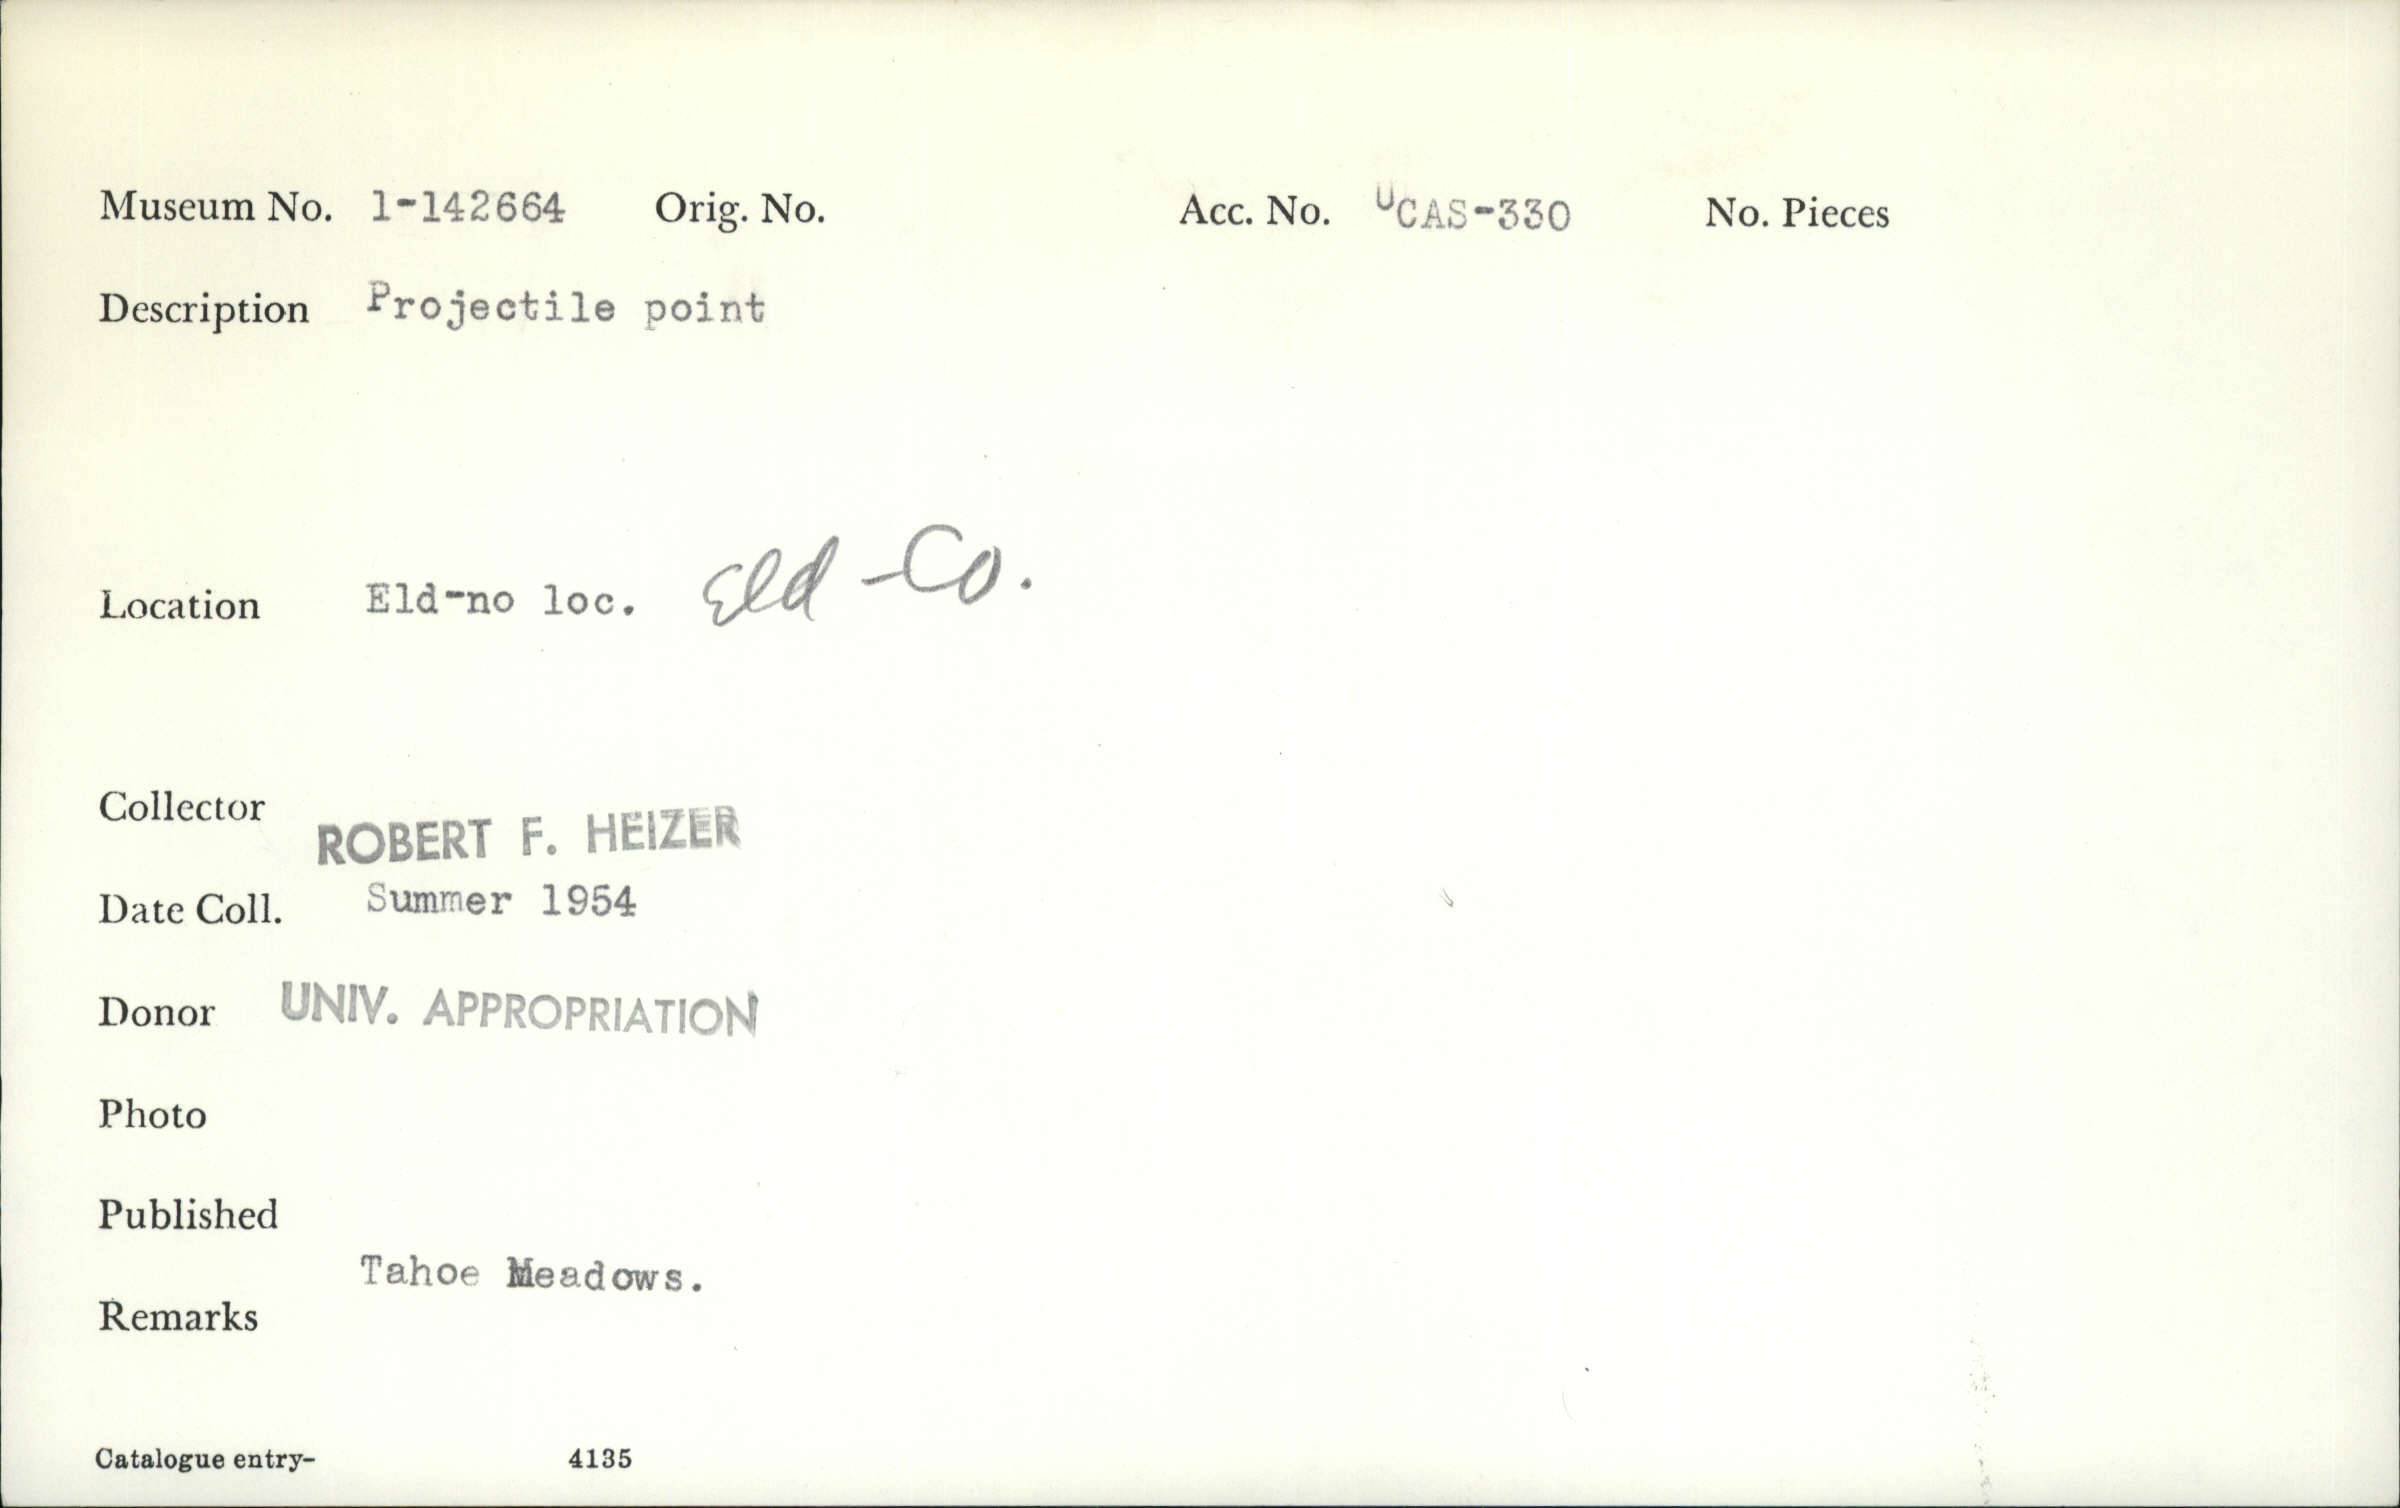 Museum No. 1-142664 Orig. No. Acc. No. UCAS-330 No. Pieces
Description Projectile point
Location Eld-no loc. Eld-Co.
Collector ROBERT F. HEIZER
Date Coll. Summer 1954
Donor UNIV. APPROPRIATION
Photo
Published
Tahoe Meadows.
Remarks
Catalogue entry- 4135